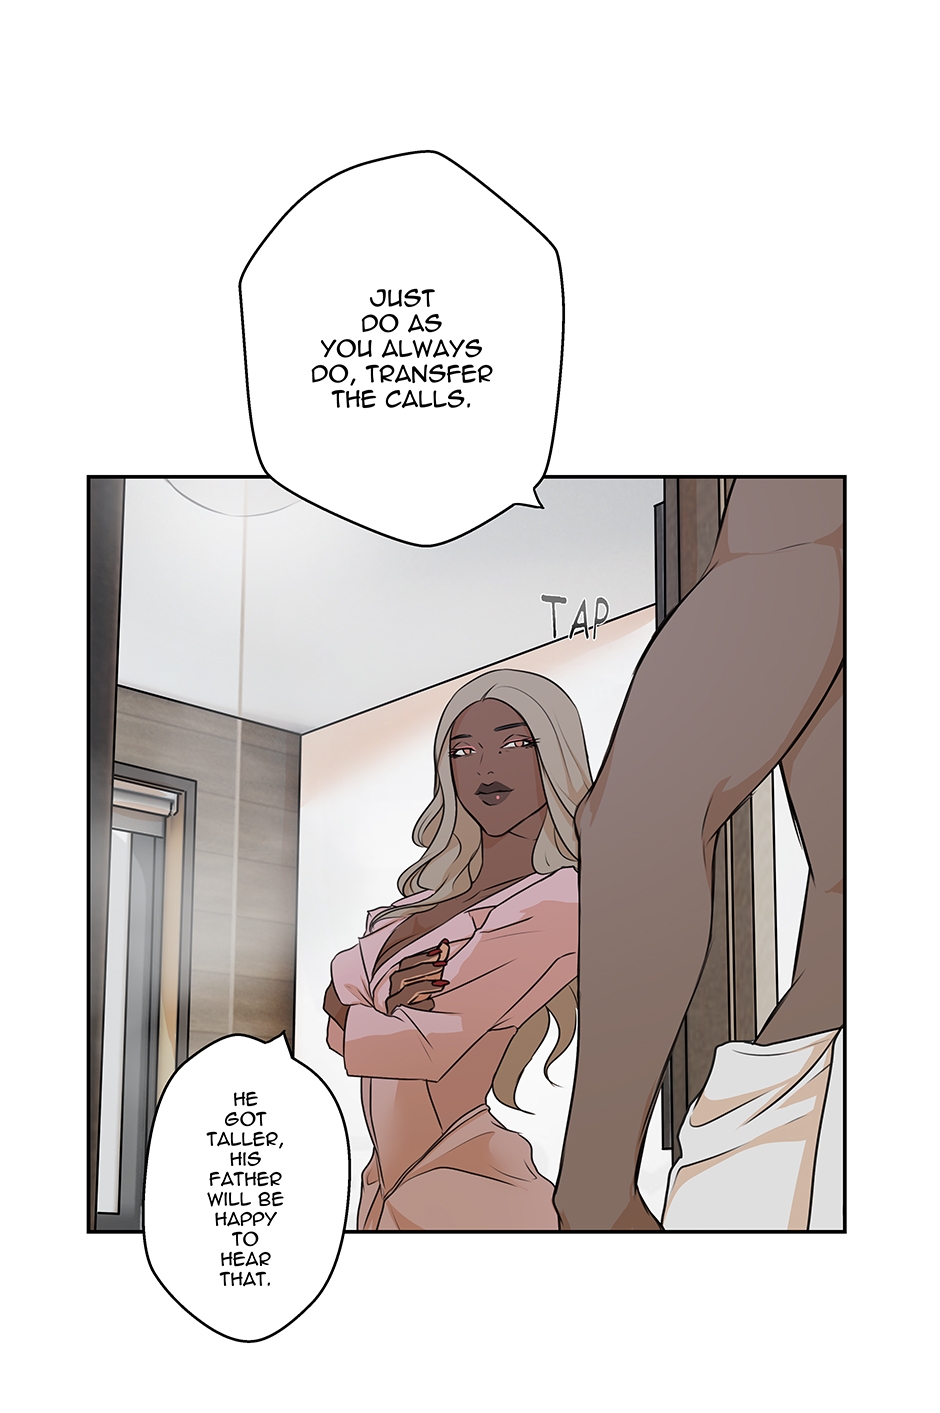 JUST
DO AS
YOU ALWAYS
DO, TRANSFER
THE CALLS.
TAP
HE
GOT
TALLER,
HIS
FATHER
WILL BE
HAPPY
TO
HEAR
THAT.